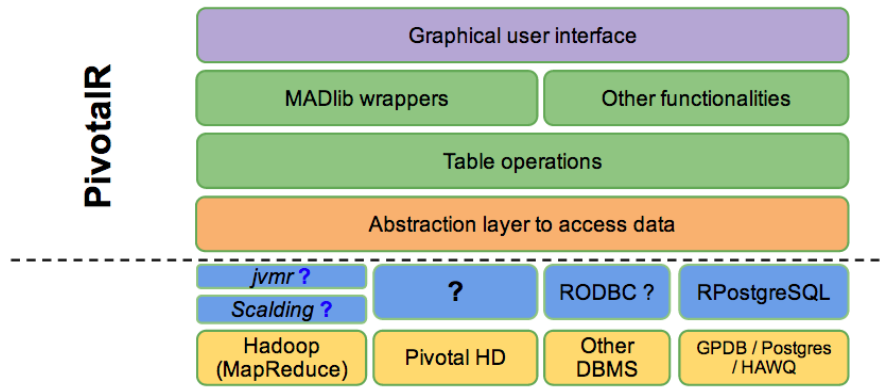 PivotalR
Graphical user interface
MADlib wrappers
Other functionalities
Table operations
Abstraction layer to access data
jvmr ?
Scalding ?
?
RODBC ?
RPostgreSQL
Hadoop
(MapReduce)
Pivotal HD
Other
DBMS
GPDB / Postgres
/ HAWQ